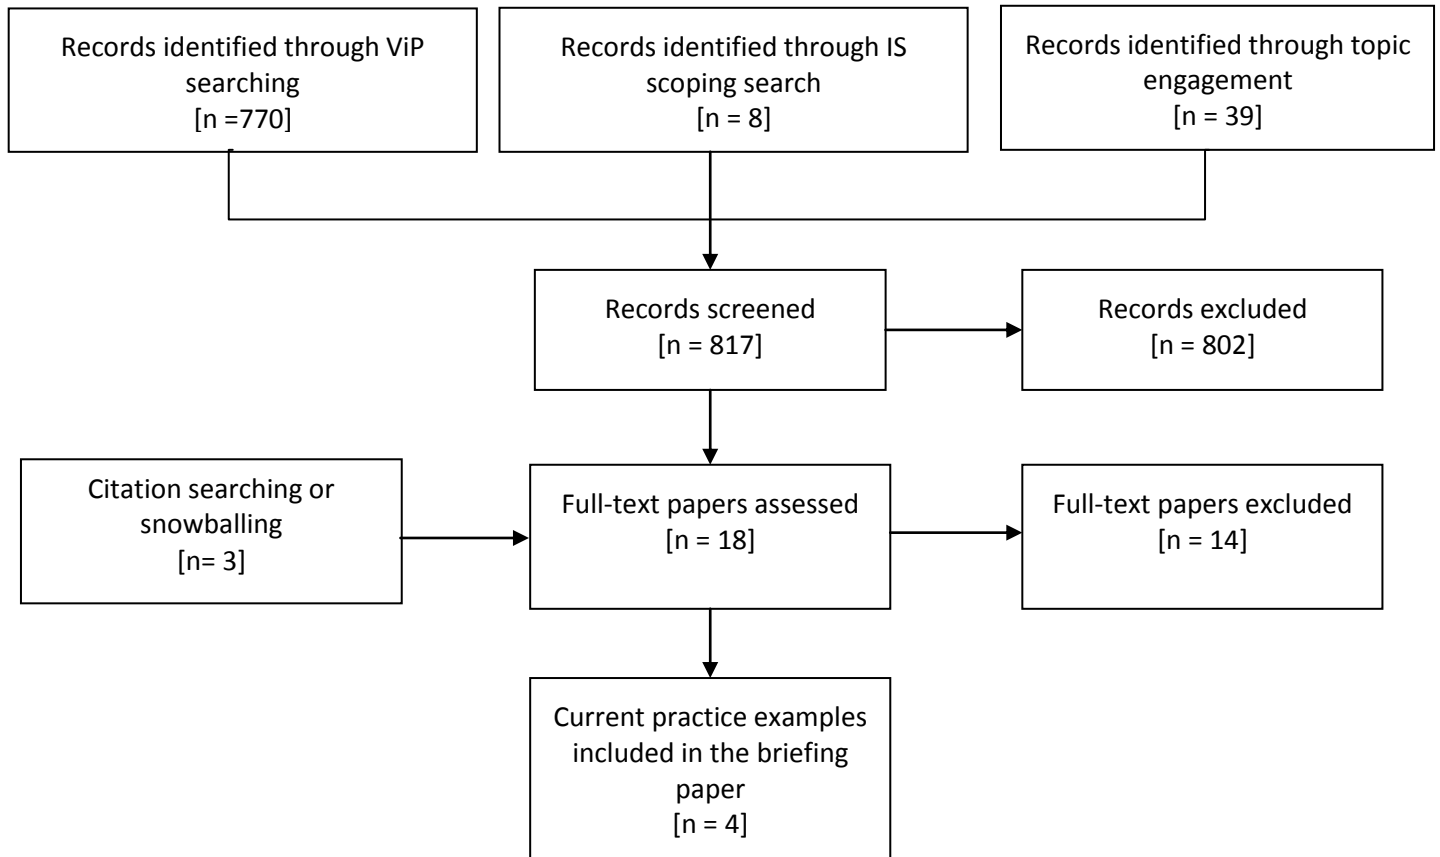 Records identified through ViP
searching
[n =770]
Records identified through IS
scoping search
[n = 8]
Records identified through topic
engagement
[n = 39]
Records screened
[n = 817]
Records excluded
[n = 802]
Citation searching or
snowballing
[n= 3]
Full-text papers assessed
[n = 18]
Full-text papers excluded
[n = 14]
Current practice examples
included in the briefing
paper
[n = 4]